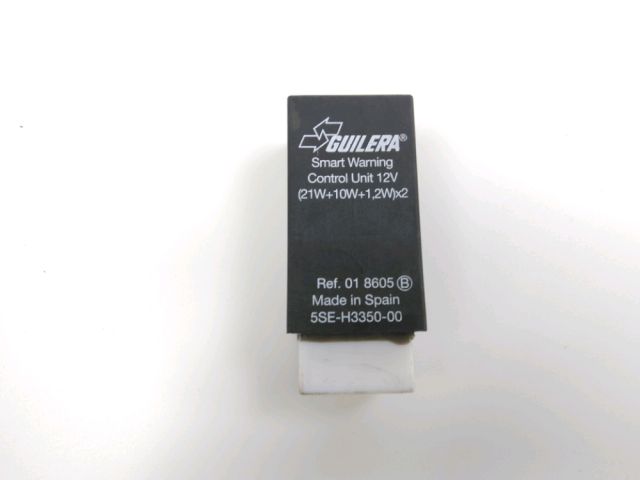 GUILERA®
Smart Warning
Control Unit 12V
(21W+10W+1,2W)x2
Ref. 01 8605 Ⓑ
Made in Spain
5SE-H3350-00